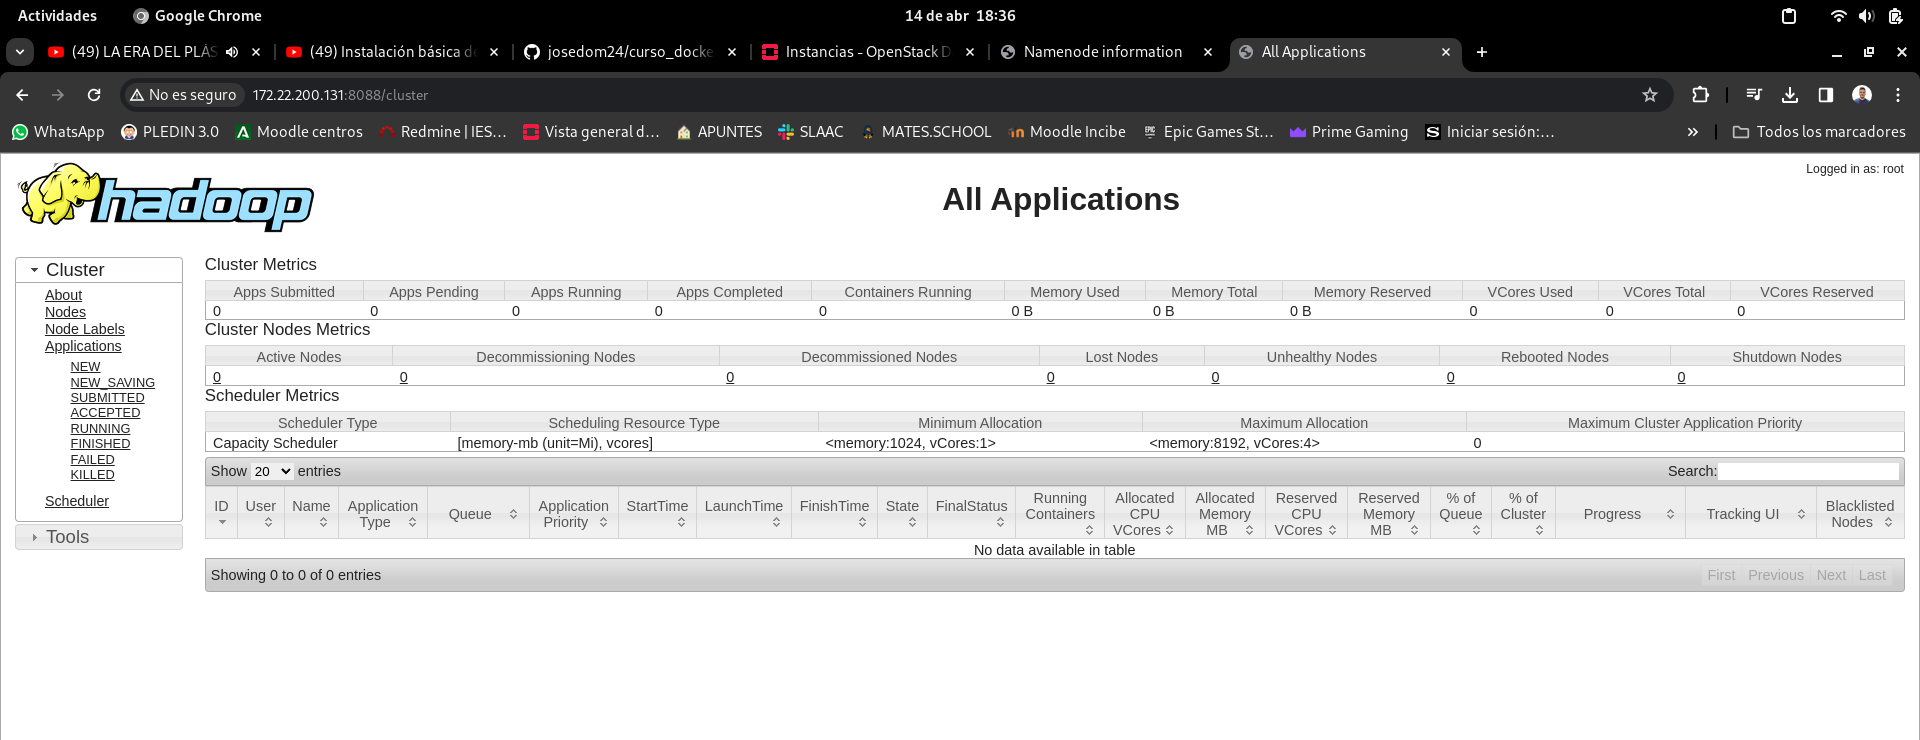 Actividades Google Chrome 14 de abr 18:36
(49) LA ERA DEL PLÁS (49) Instalación básica de josedom24/curso_docke Instancias - OpenStack D Namenode information All Applications
No es seguro 172.22.200.131:8088/cluster
WhatsApp PLEDIN 3.0 Moodle centros Redmine | IES... Vista general d... APUNTES SLAAC MATES.SCHOOL Moodle Incibe Epic Games St... Prime Gaming Iniciar sesión:... » Todos los marcadores
Logged in as: root
hadoop All Applications
Cluster
About
Nodes
Node Labels
Applications
NEW
NEW_SAVING
SUBMITTED
ACCEPTED
RUNNING
FINISHED
FAILED
KILLED
Scheduler
Tools
Cluster Metrics
Apps Submitted Apps Pending Apps Running Apps Completed Containers Running Memory Used Memory Total Memory Reserved VCores Used VCores Total VCores Reserved
0 0 0 0 0 0 B 0 B 0 B 0 0 0
Cluster Nodes Metrics
Active Nodes Decommissioning Nodes Decommissioned Nodes Lost Nodes Unhealthy Nodes Rebooted Nodes Shutdown Nodes
0 0 0 0 0 0 0
Scheduler Metrics
Scheduler Type Scheduling Resource Type Minimum Allocation Maximum Allocation Maximum Cluster Application Priority
Capacity Scheduler [memory-mb (unit=Mi), vcores] <memory:1024, vCores:1> <memory:8192, vCores:4> 0
Show 20 entries Search:
ID User Name Application Type Queue Application Priority StartTime LaunchTime FinishTime State FinalStatus Running Containers Allocated CPU VCores Allocated Memory MB Reserved CPU VCores Reserved Memory MB % of Queue % of Cluster Progress Tracking UI Blacklisted Nodes
No data available in table
Showing 0 to 0 of 0 entries First Previous Next Last